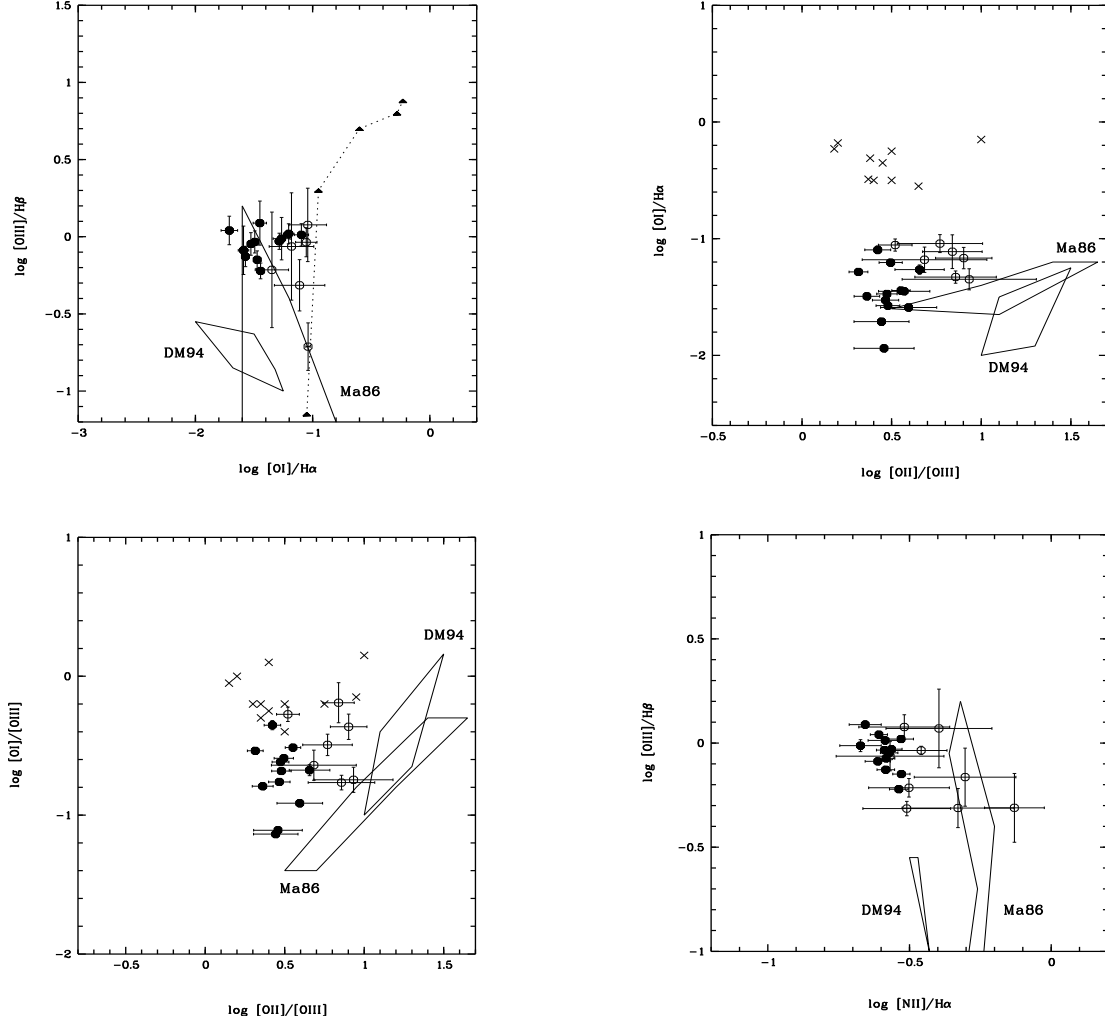 1.5
1
0.5
0
−0.5
−1
log [OIII]/Hβ
DM94
Ma86
−3
−2
−1
0
log [OI]/Hα
1
0
−1
−2
log [OI]/Hα
Ma86
DM94
−0.5
0
0.5
1
1.5
log [OII]/[OIII]
1
0
−1
−2
log [OI]/[OIII]
DM94
Ma86
−0.5
0
0.5
1
1.5
log [OII]/[OIII]
1
0.5
0
−0.5
−1
log [OIII]/Hβ
DM94
Ma86
−1
−0.5
0
log [NII]/Hα